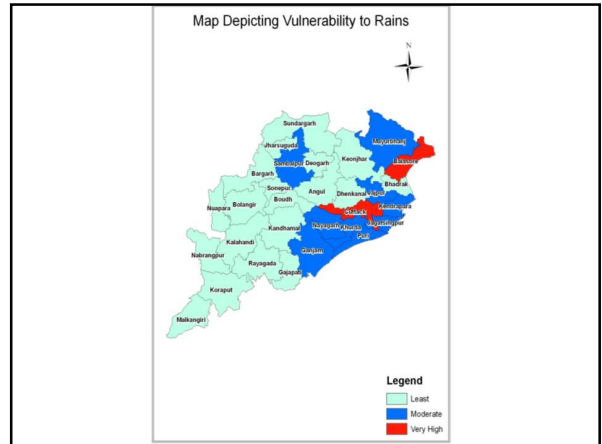 Map Depicting Vulnerability to Rains
N
Sundargarh
Jharsuguda
Mayurbhanj
Balasore
Sambalpur
Deogarh
Keonjhar
Bargarh
Bhadrak
Sonepur
Angul
Dhenkanal
Jajpur
Nuapara
Bolangir
Boudh
Cuttack
Kendrapara
Jagatsinghpur
Kandhamal
Nayagarh
Khurda
Puri
Kalahandi
Ganjam
Nabrangpur
Rayagada
Gajapati
Koraput
Malkangiri
Legend
Least
Moderate
Very High